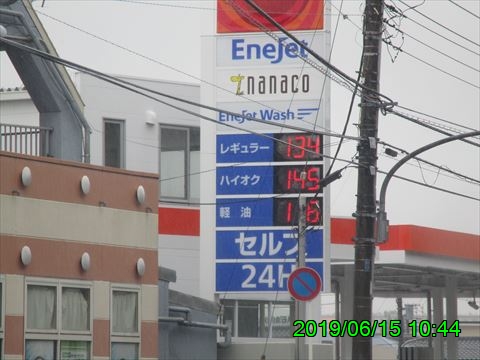 EneJet
nanaco
EneJet Wash
レギュラー 134
ハイオク 145
軽油
セルフ
24H
2019/06/15 10:44